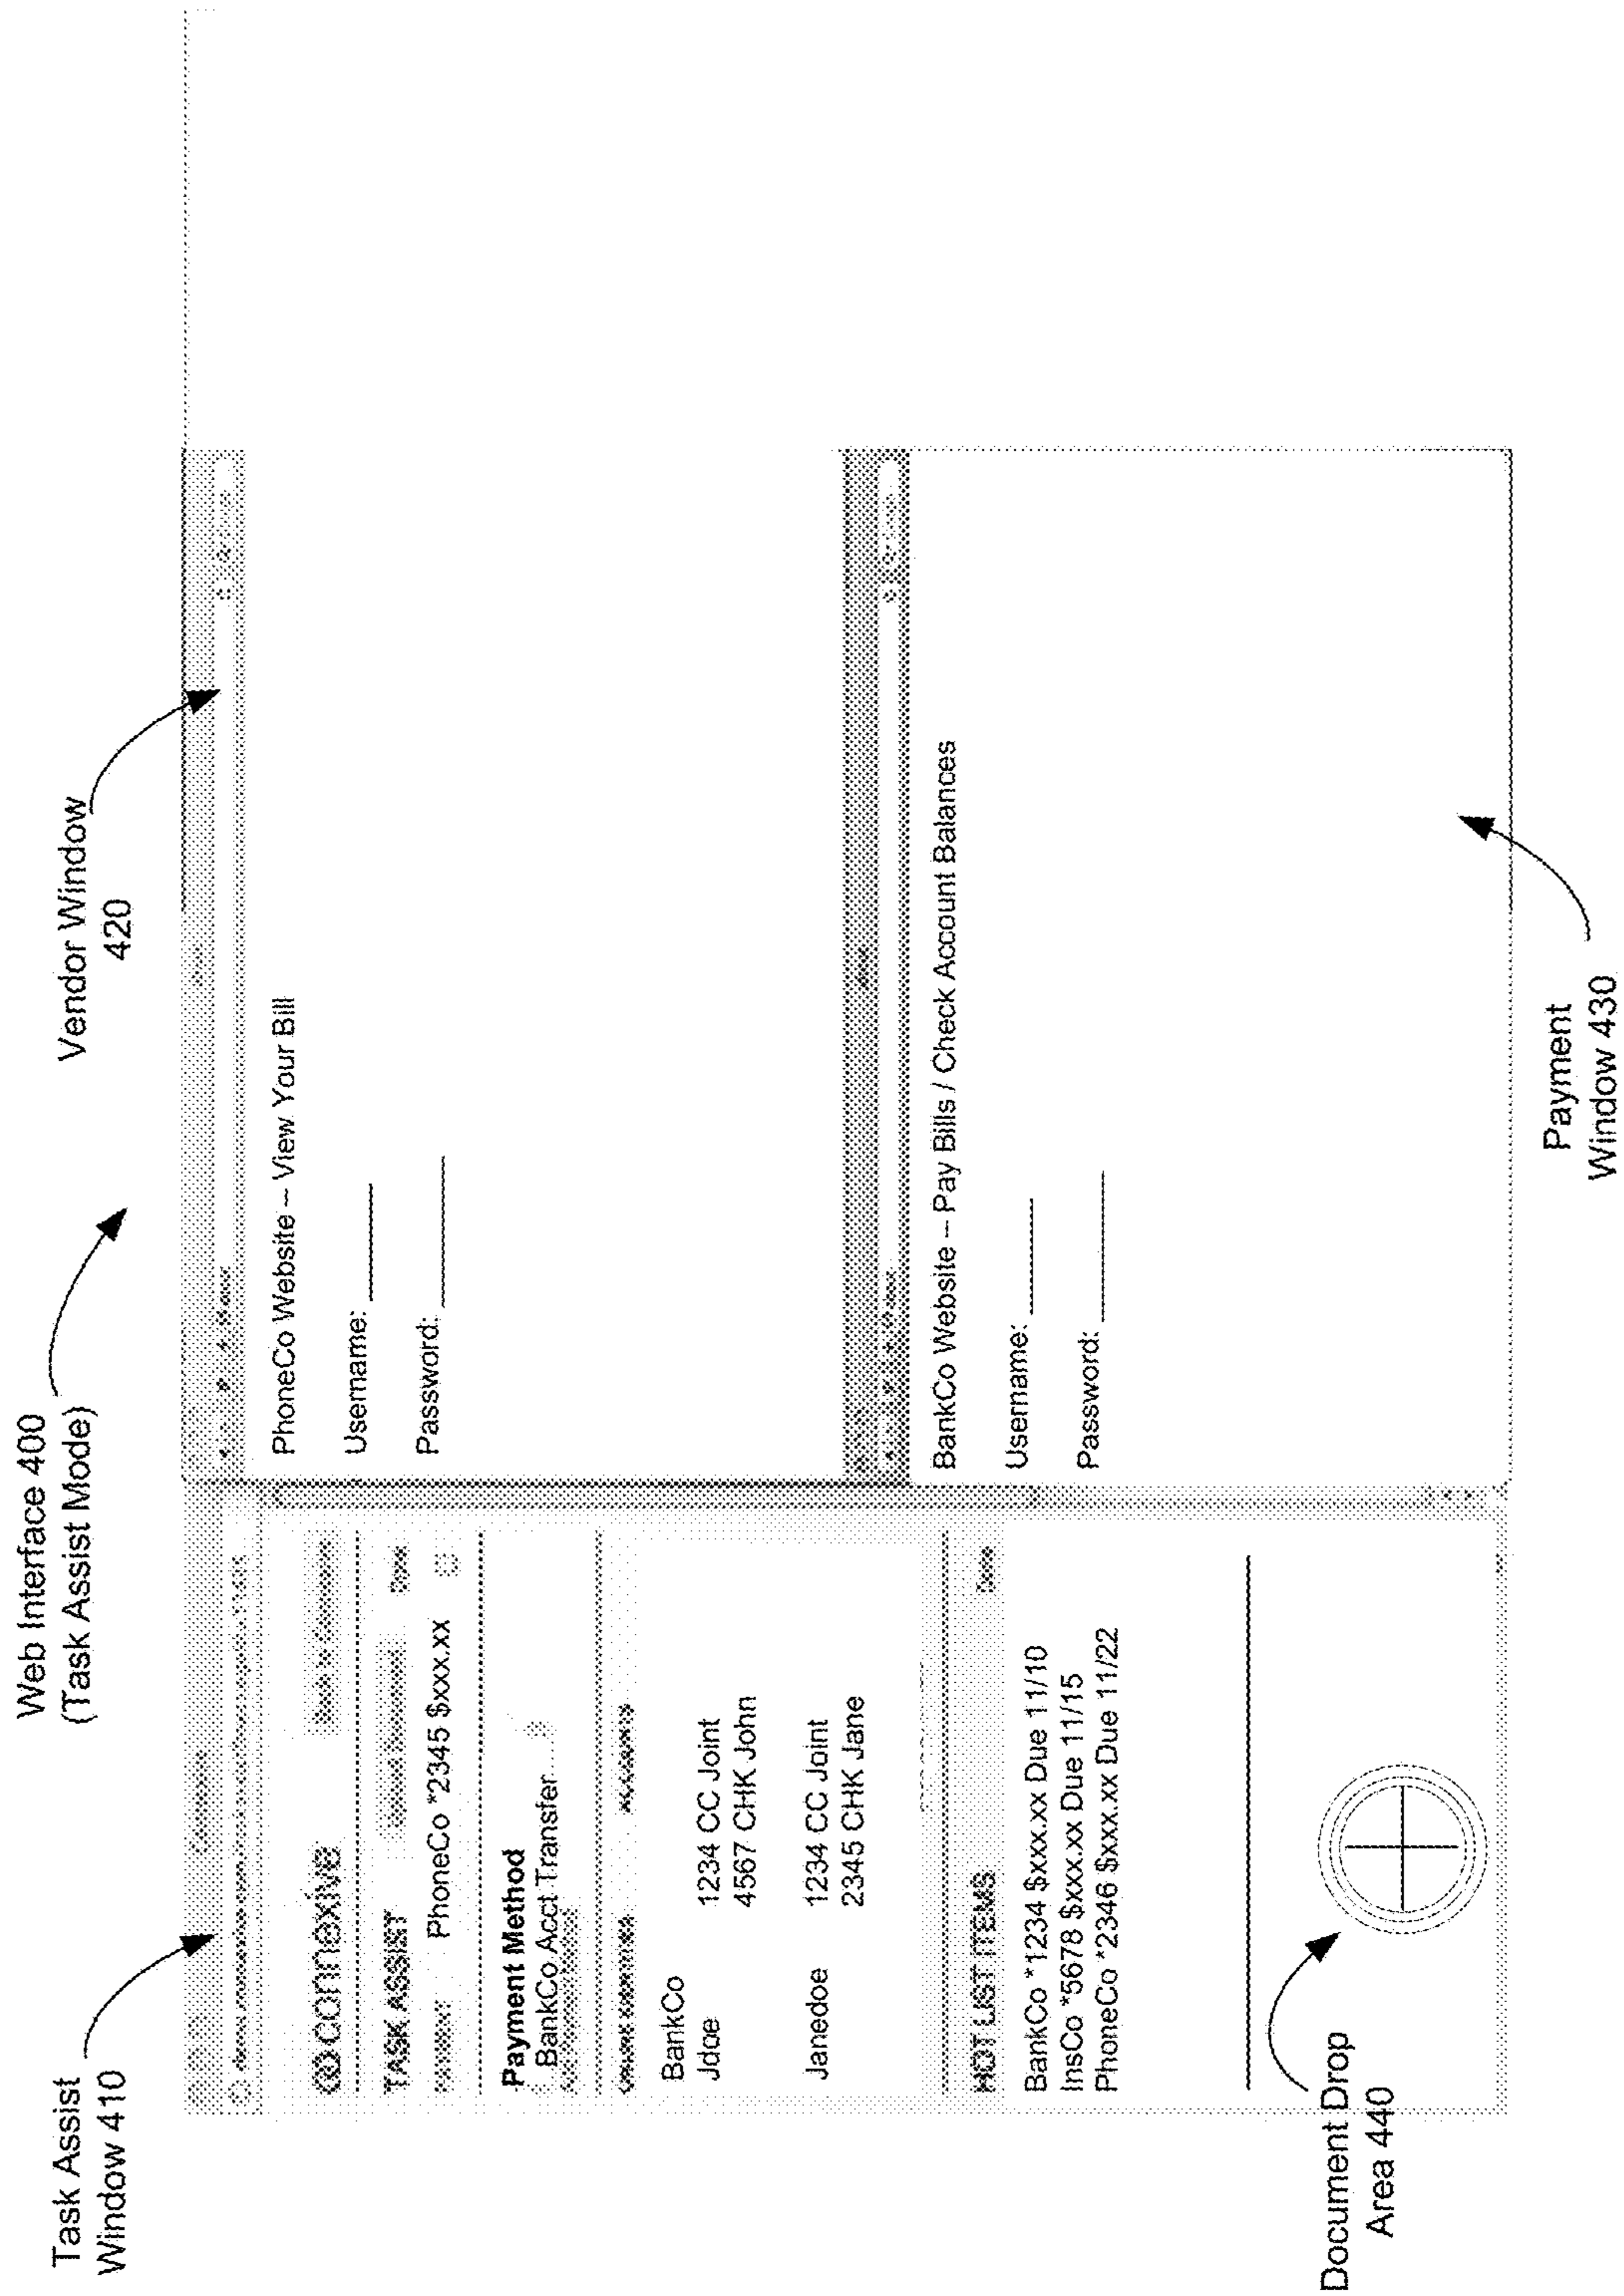 Web Interface 400
(Task Assist Mode)
Task Assist
Window 410
Vendor Window
420
connexive
TASK ASSIST
PhoneCo *2345 $xxx.xx
Payment Method
BankCo Acct Transfer...
BankCo
Jdoe
1234 CC Joint
4567 CHK John
Janedoe
1234 CC Joint
2345 CHK Jane
HOT LIST ITEMS
Done
BankCo *1234 $xxx.xx Due 11/10
InsCo *5678 $xxx.xx Due 11/15
PhoneCo *2346 $xxx.xx Due 11/22
PhoneCo Website – View Your Bill
Username:
Password:
BankCo Website – Pay Bills / Check Account Balances
Username:
Password:
Document Drop
Area 440
Payment
Window 430